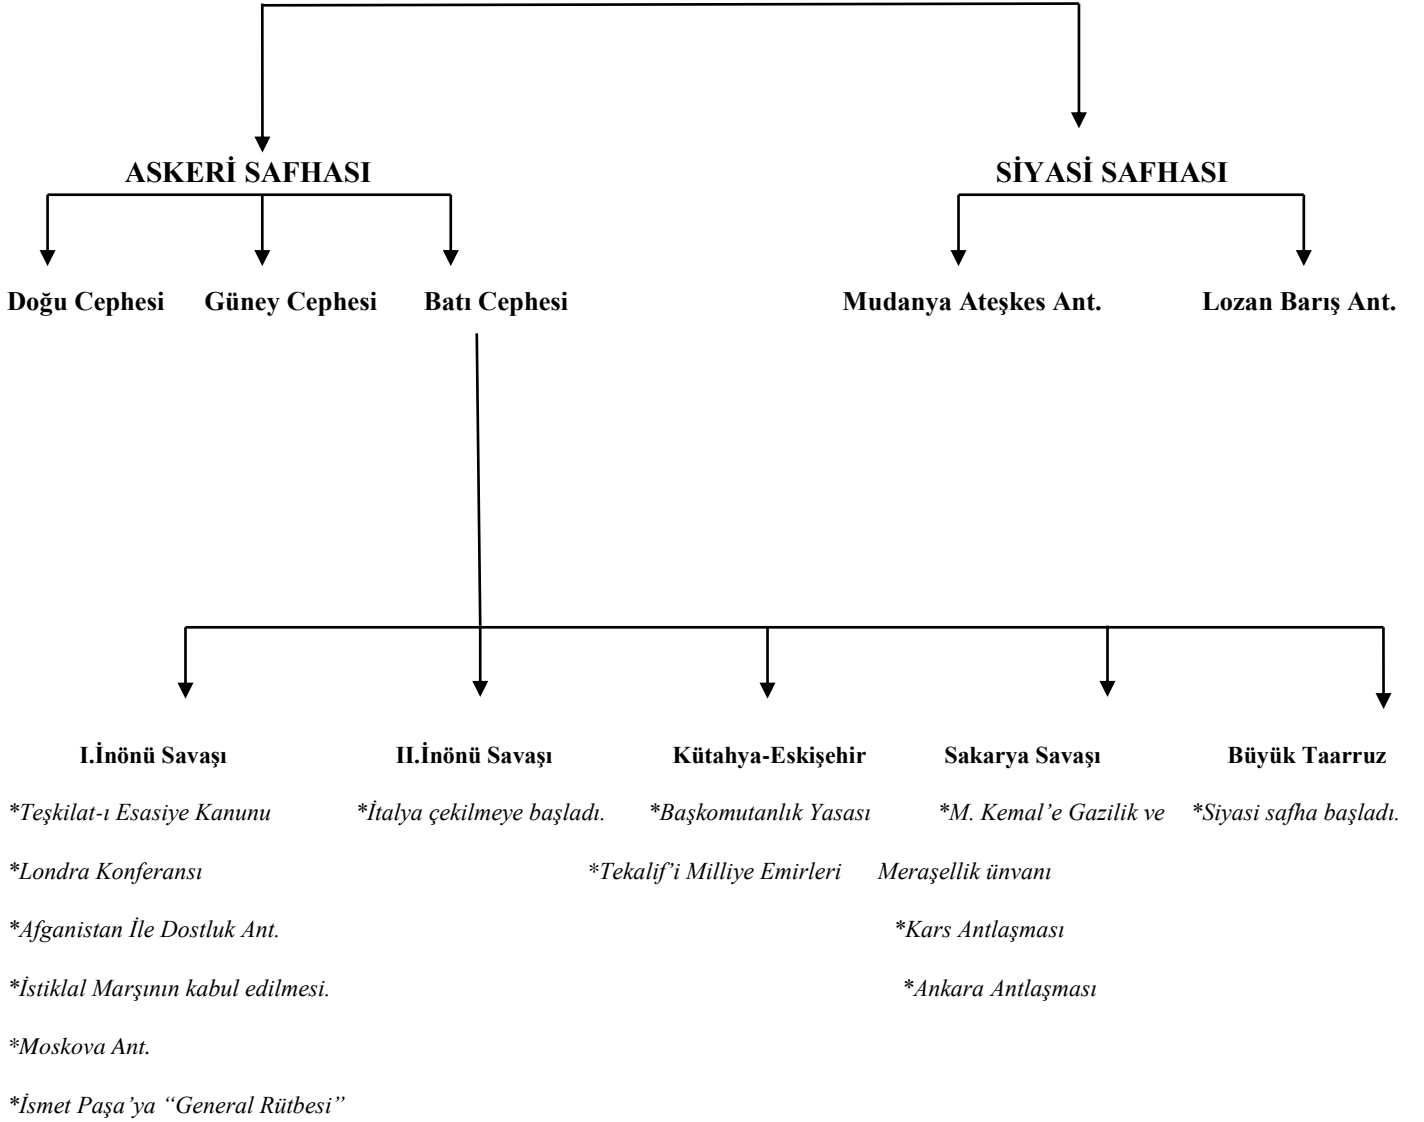 ASKERİ SAFHASI SİYASİ SAFHASI
Doğu Cephesi Güney Cephesi Batı Cephesi Mudanya Ateşkes Ant. Lozan Barış Ant.
I.İnönü Savaşı II.İnönü Savaşı Kütahya-Eskişehir Sakarya Savaşı Büyük Taarruz
*Teşkilat-ı Esasiye Kanunu *İtalya çekilmeye başladı. *Başkomutanlık Yasası *M. Kemal’e Gazilik ve *Siyasi safha başladı.
*Londra Konferansı *Tekalif’i Milliye Emirleri Meraşellik ünvanı
*Afganistan İle Dostluk Ant. *Kars Antlaşması
*İstiklal Marşının kabul edilmesi. *Ankara Antlaşması
*Moskova Ant.
*İsmet Paşa’ya “General Rütbesi”